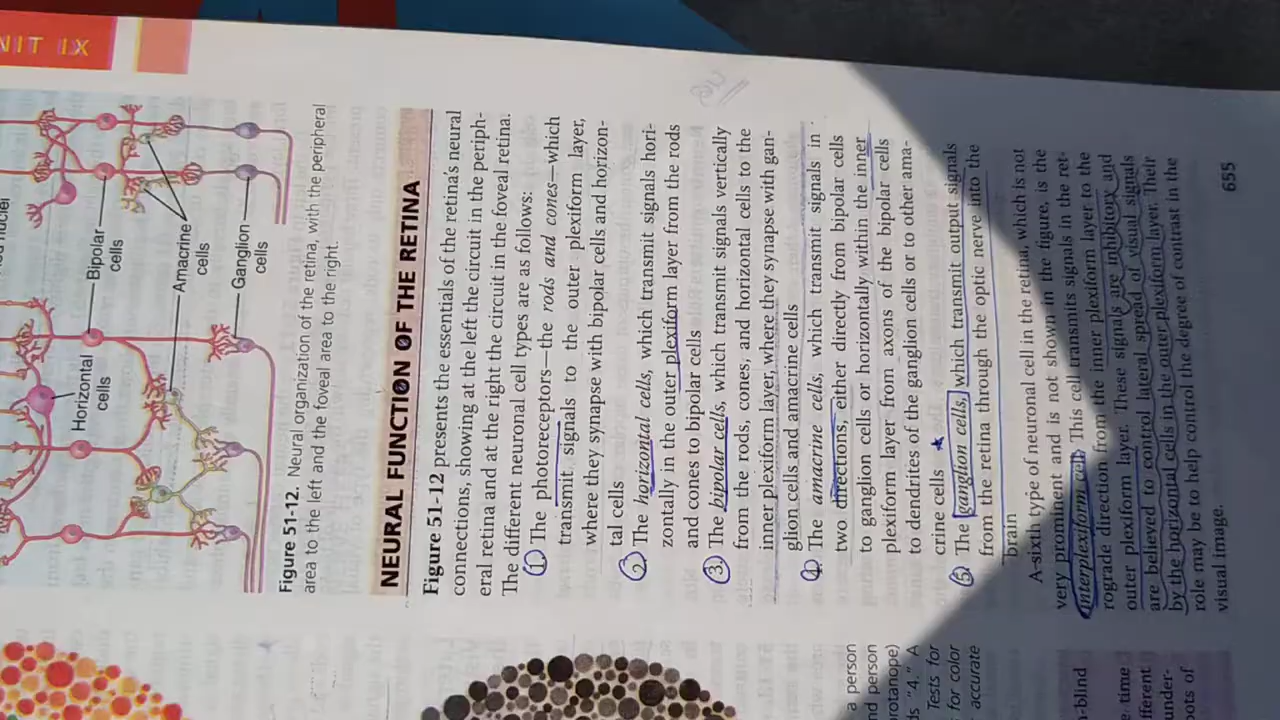 UNIT IX
Horizontal
cells
Bipolar
cells
Amacrine
cells
Ganglion
cells
Figure 51-12. Neural organization of the retina, with the peripheral
area to the left and the foveal area to the right.
NEURAL FUNCTION OF THE RETINA
Figure 51-12 presents the essentials of the retina's neural
connections, showing at the left the circuit in the periph-
eral retina and at the right the circuit in the foveal retina.
The different neuronal cell types are as follows:
1. The photoreceptors—the rods and cones—which
transmit signals to the outer plexiform layer,
where they synapse with bipolar cells and horizon-
tal cells
2. The horizontal cells, which transmit signals hori-
zontally in the outer plexiform layer from the rods
and cones to bipolar cells
3. The bipolar cells, which transmit signals vertically
from the rods, cones, and horizontal cells to the
inner plexiform layer, where they synapse with gan-
glion cells and amacrine cells
4. The amacrine cells, which transmit signals in
two directions, either directly from bipolar cells
to ganglion cells or horizontally within the inner
plexiform layer from axons of the bipolar cells
to dendrites of the ganglion cells or to other ama-
crine cells
5. The ganglion cells, which transmit output signals
from the retina through the optic nerve into the
brain
A sixth type of neuronal cell in the retina, which is not
very prominent and is not shown in the figure, is the
interplexiform cell. This cell transmits signals in the ret-
rograde direction from the inner plexiform layer to the
outer plexiform layer. These signals are inhibitory and
are believed to control lateral spread of visual signals
by the horizontal cells in the outer plexiform layer. Their
role may be to help control the degree of contrast in the
visual image.
655
a person
person
"4." A
Tests for
for color
accurate
-blind
time
under-
of